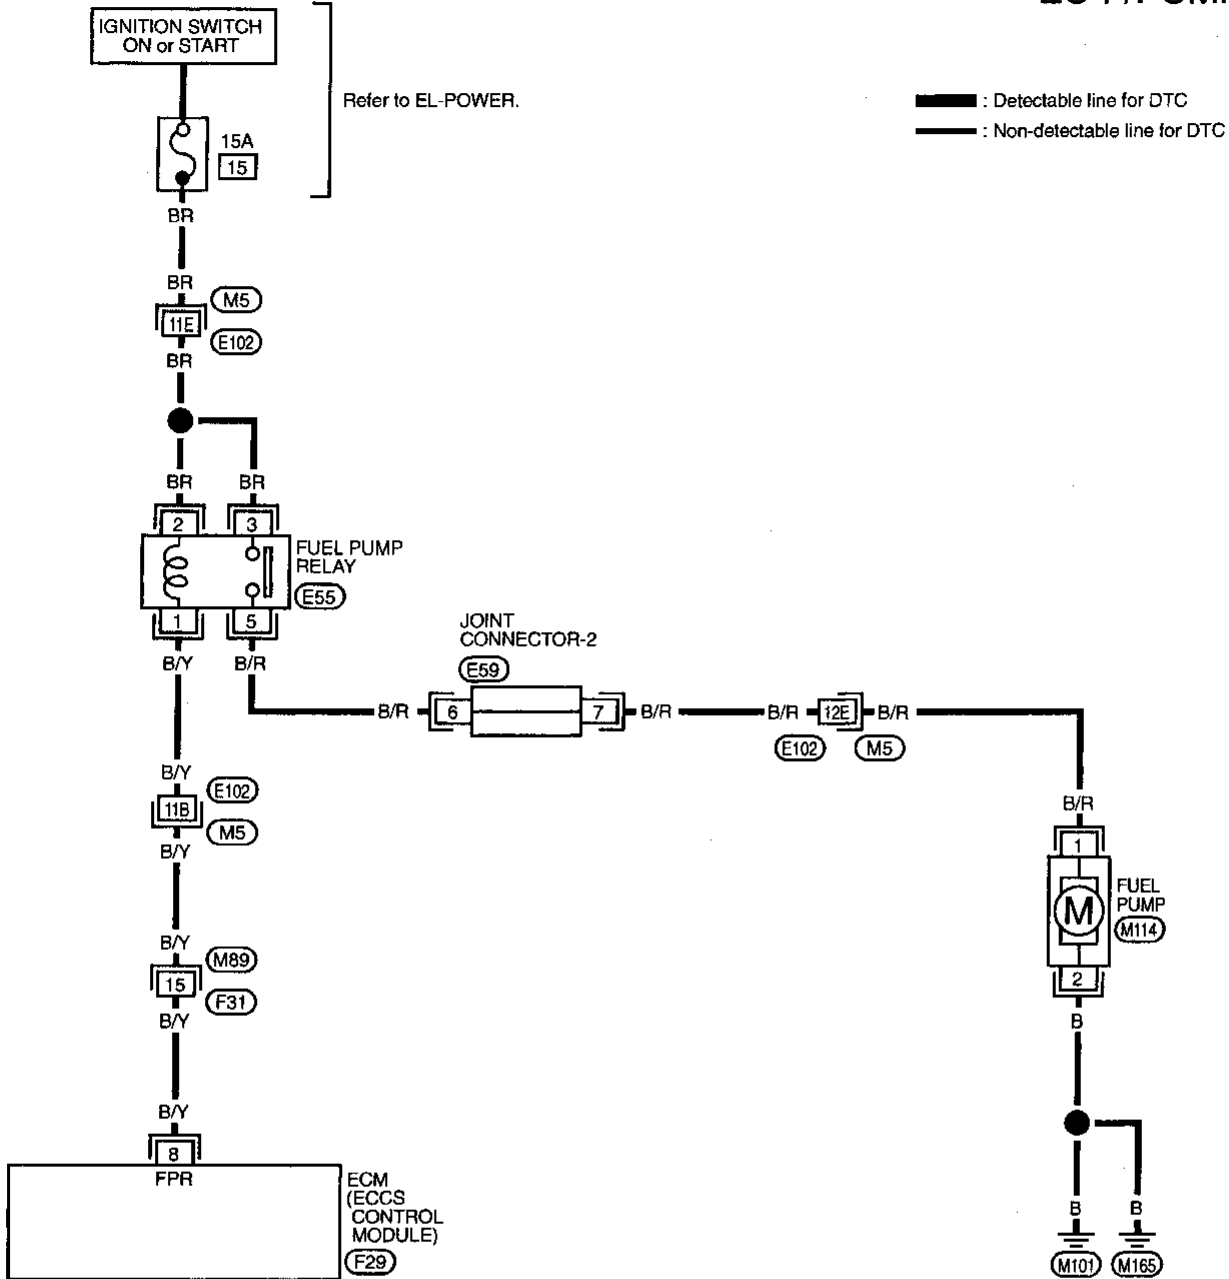 IGNITION SWITCH
ON or START
Refer to EL-POWER.
: Detectable line for DTC
: Non-detectable line for DTC
15A
15
BR
BR
M5
11E
E102
BR
BR
BR
2
3
FUEL PUMP
RELAY
E55
1
5
B/Y
B/R
JOINT
CONNECTOR-2
E59
B/R
6
7
B/R
B/R
12E
B/R
E102
M5
B/Y
E102
11B
M5
B/Y
B/R
1
M
FUEL
PUMP
M114
2
B
B/Y
M89
15
F31
B/Y
B/Y
8
FPR
ECM
(ECCS
CONTROL
MODULE)
F29
B
B
M101
M165